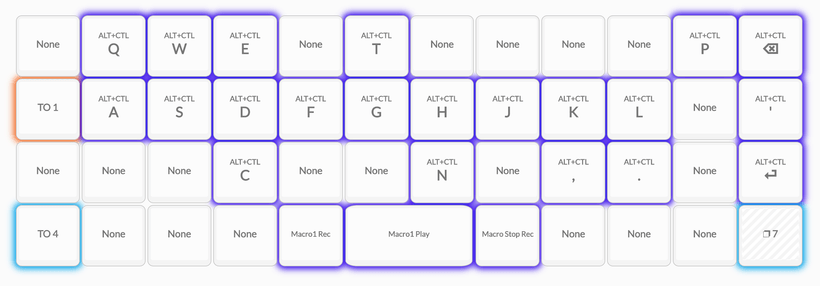 None ALT+CTL Q ALT+CTL W ALT+CTL E None ALT+CTL T None None None None ALT+CTL P ALT+CTL ⌫
TO 1 ALT+CTL A ALT+CTL S ALT+CTL D ALT+CTL F ALT+CTL G ALT+CTL H ALT+CTL J ALT+CTL K ALT+CTL L None ALT+CTL '
None None None ALT+CTL C None None ALT+CTL N None ALT+CTL , ALT+CTL . None ALT+CTL ↵
TO 4 None None None Macro1 Rec Macro1 Play Macro Stop Rec None None None ❐ 7